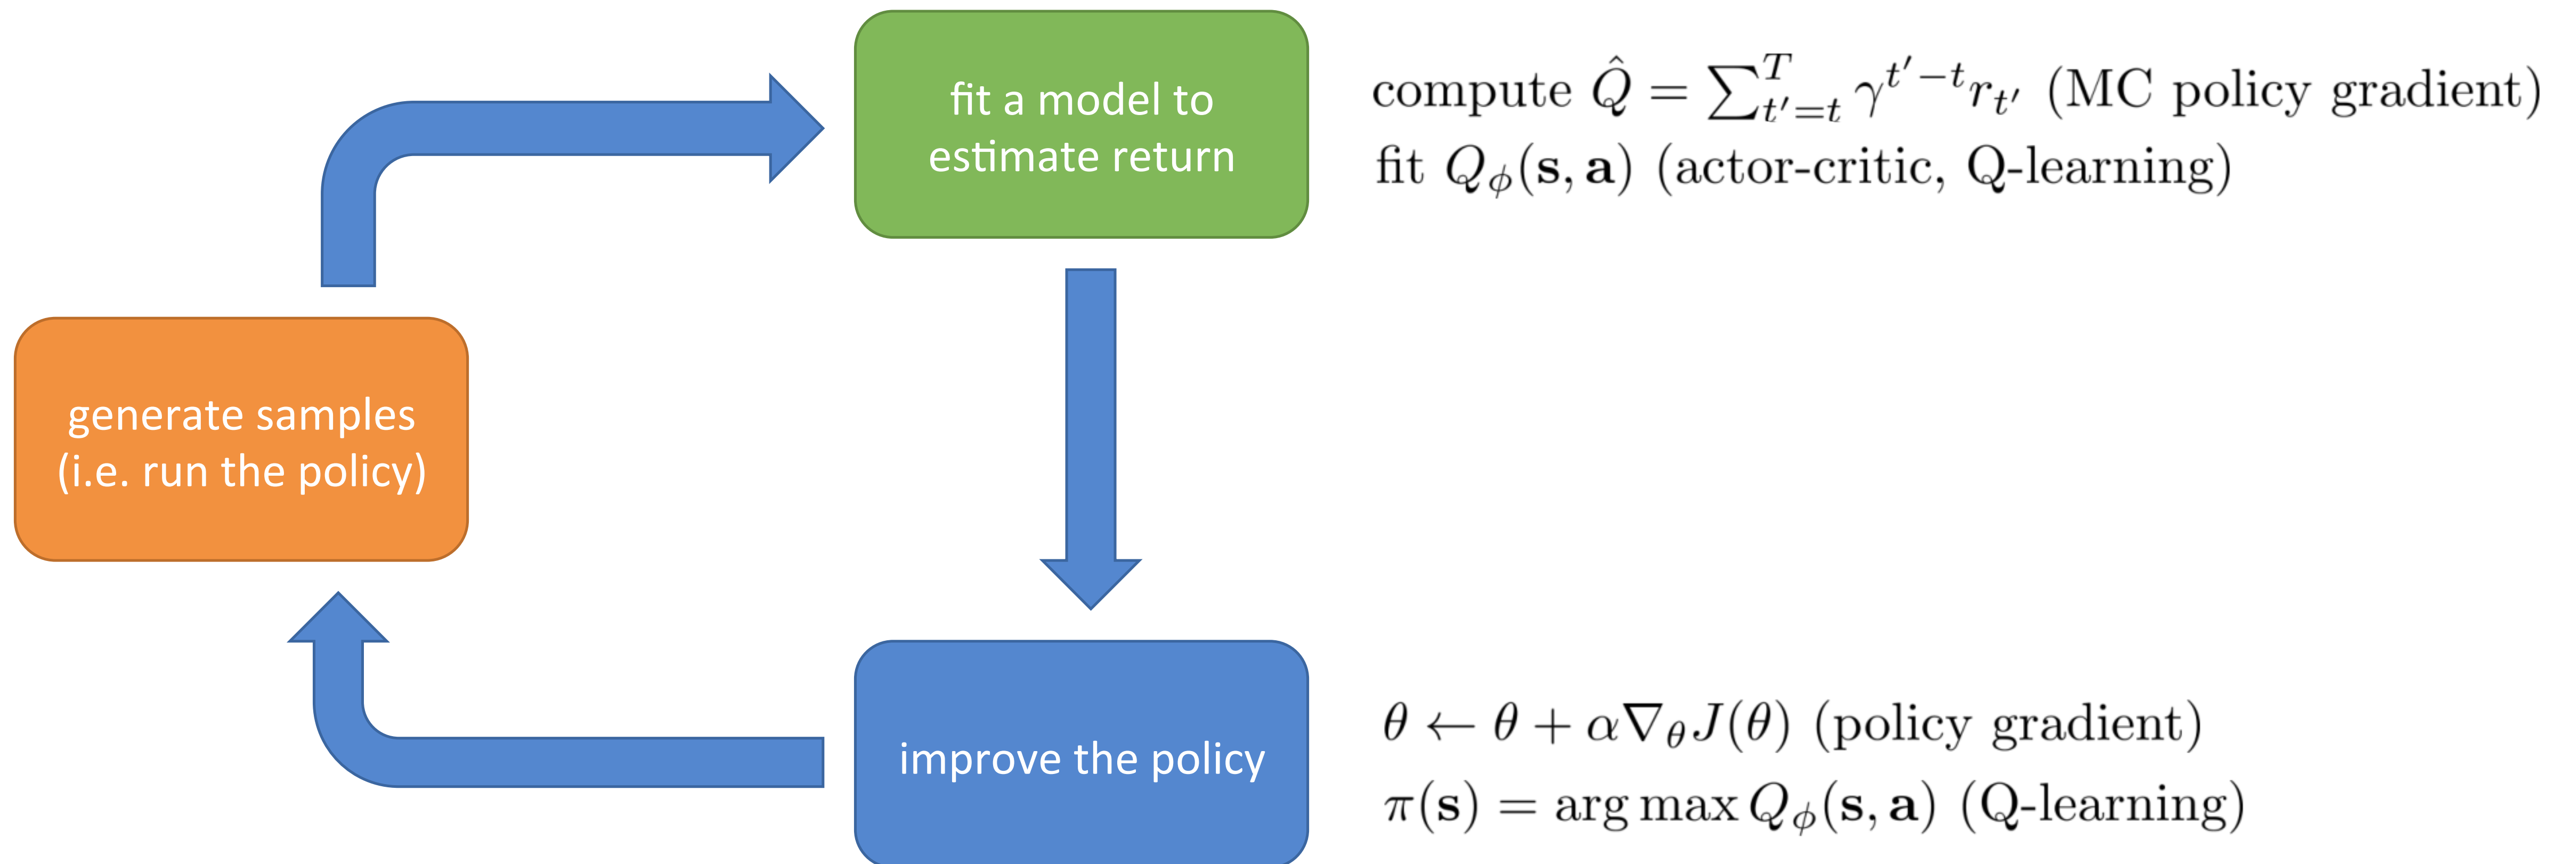 fit a model to
estimate return
compute Q̂ = ∑_{t'=t}^{T} γ^{t'−t} r_{t'} (MC policy gradient)
fit Q_ϕ(s, a) (actor-critic, Q-learning)
generate samples
(i.e. run the policy)
improve the policy
θ ← θ + α∇_θ J(θ) (policy gradient)
π(s) = arg max Q_ϕ(s, a) (Q-learning)